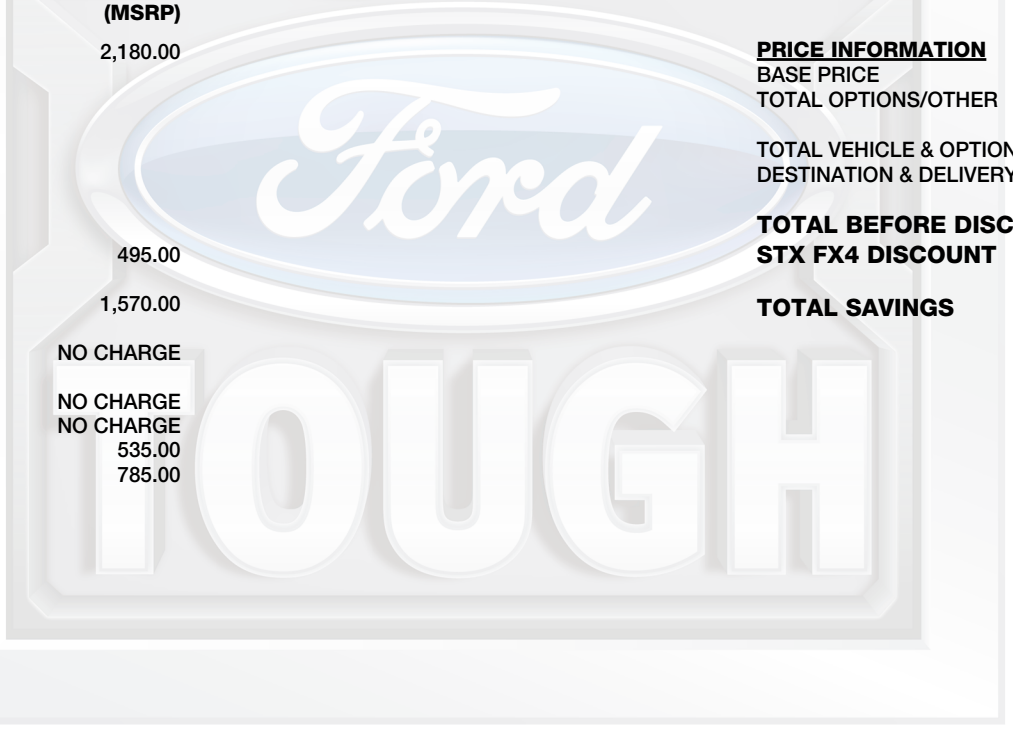 (MSRP)
2,180.00
495.00
1,570.00
NO CHARGE
NO CHARGE
NO CHARGE
535.00
785.00
PRICE INFORMATION
BASE PRICE
TOTAL OPTIONS/OTHER
TOTAL VEHICLE & OPTION
DESTINATION & DELIVERY
TOTAL BEFORE DISC
STX FX4 DISCOUNT
TOTAL SAVINGS
Ford
TOUGH